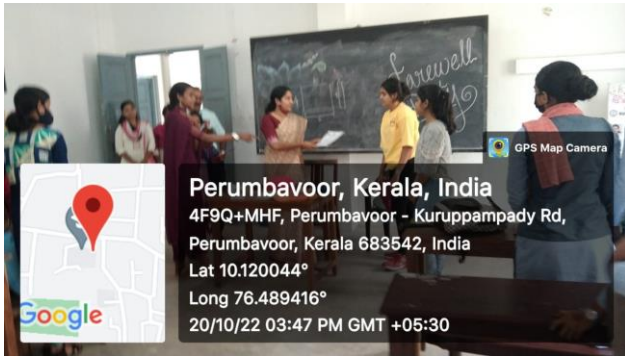 farewell
Party
GPS Map Camera
Perumbavoor, Kerala, India
4F9Q+MHF, Perumbavoor - Kuruppampady Rd,
Perumbavoor, Kerala 683542, India
Lat 10.120044°
Long 76.489416°
20/10/22 03:47 PM GMT +05:30
Google